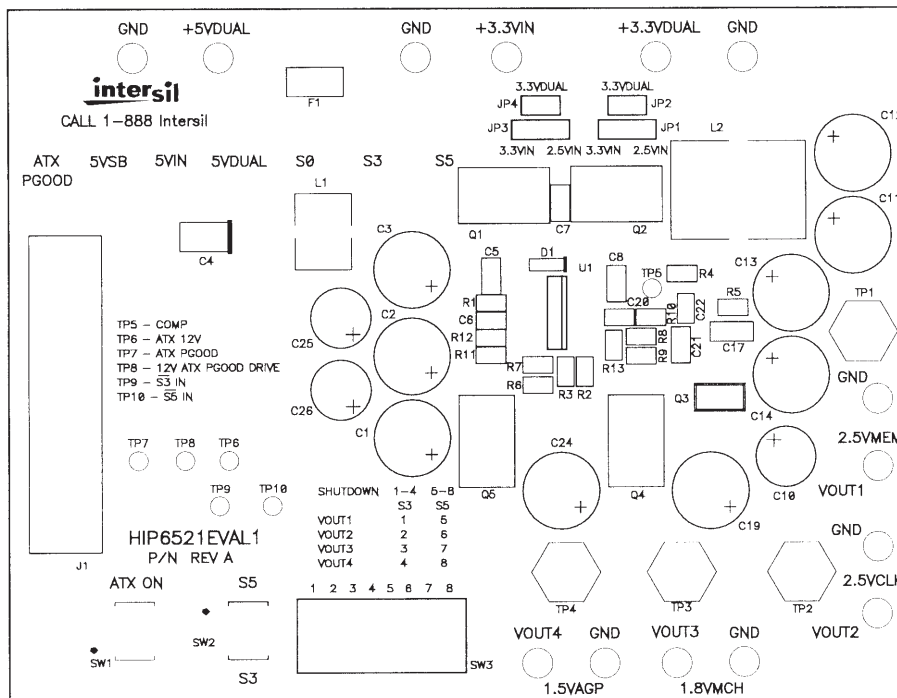 GND +5VDUAL GND +3.3VIN +3.3VDUAL GND
intersil
CALL 1-888 Intersil
F1
3.3VDUAL 3.3VDUAL
JP4 JP2
JP3 JP1
3.3VIN 2.5VIN 3.3VIN 2.5VIN
L2
C11
ATX PGOOD 5VSB 5VIN 5VDUAL S0 S3 S5
L1
Q1 C7 Q2
C4
C3
C5 D1 U1 C8 TP5 R4 C13
TP1
R1 C20 R10 C22 R5
C2
C6
C25
R12 R8 C21 C17
R11 R13 R9
R7
R6 R3 R2
TP5 - COMP
TP6 - ATX 12V
TP7 - ATX PGOOD
TP8 - 12V ATX PGOOD DRIVE
TP9 - S̅3̅ IN
TP10 - S̅5̅ IN
C26 C1
Q3 C14
GND
2.5VMEM
VOUT1
TP7 TP8 TP6
TP9 TP10
C24
Q5 Q4
C10
C19
SHUTDOWN 1-4 5-8
S3 S5
VOUT1 1 5
VOUT2 2 6
VOUT3 3 7
VOUT4 4 8
HIP6521EVAL1
P/N REV A
J1
GND
2.5VCLK
VOUT2
ATX ON S5
1 2 3 4 5 6 7 8
TP4 TP3 TP2
SW1 SW2
S3
SW3
VOUT4 GND VOUT3 GND
1.5VAGP 1.8VMCH